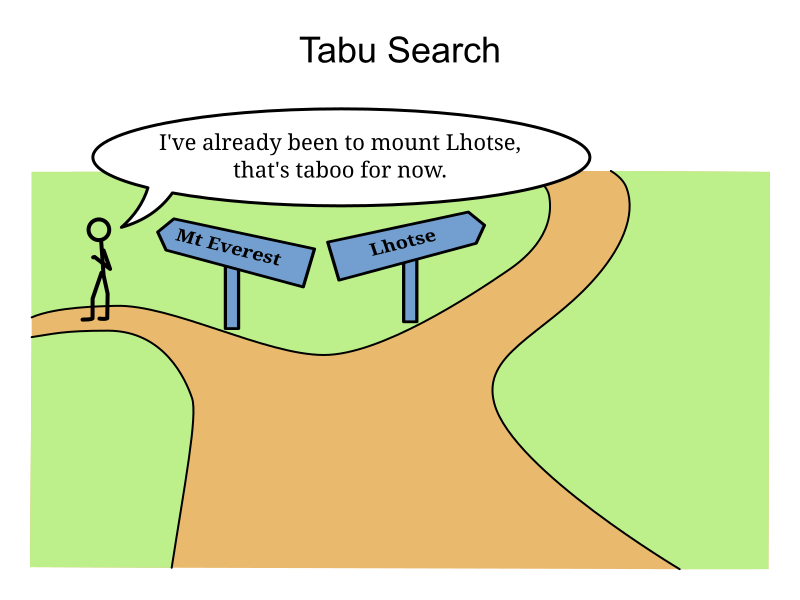 Tabu Search
I've already been to mount Lhotse,
that's taboo for now.
Mt Everest
Lhotse